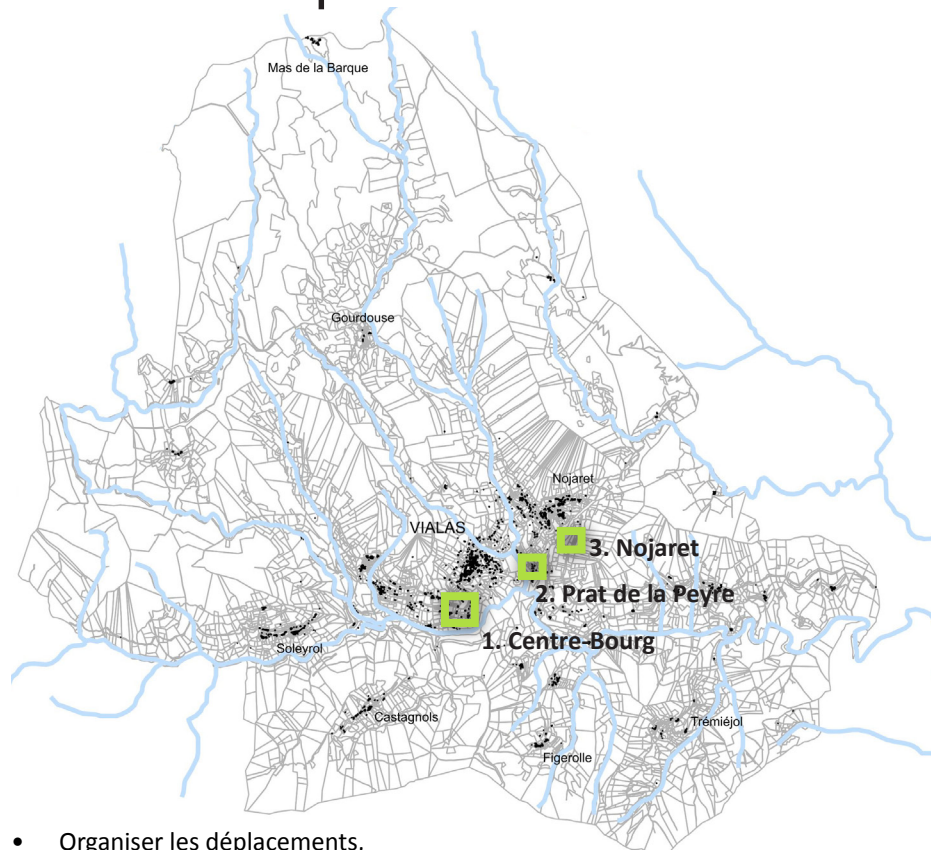 Mas de la Barque
Gourdouse
Nojaret
VIALAS
3. Nojaret
2. Prat de la Peyre
1. Centre-Bourg
Soleyrol
Castagnols
Trémiéjol
Figerolle
• Organiser les déplacements.